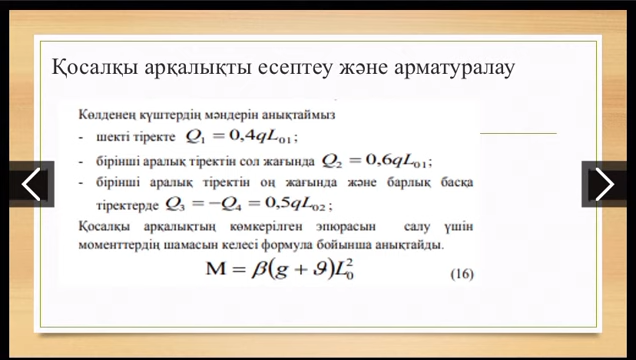 Қосалқы арқалықты есептеу және арматуралау
Көлденең күштердің мәндерін анықтаймыз
- шекті тіректе Q₁ = 0,4qL₀₁;
- бірінші аралық тіректін сол жағында Q₂ = 0,6qL₀₁;
- бірінші аралық тіректін оң жағында және барлық басқа
тіректерде Q₃ = −Q₄ = 0,5qL₀₂;
Қосалқы арқалықтың көмкерілген эпюрасын салу үшін
моменттердің шамасын келесі формула бойынша анықтайды.
M = β(g + ϑ)L₀² (16)